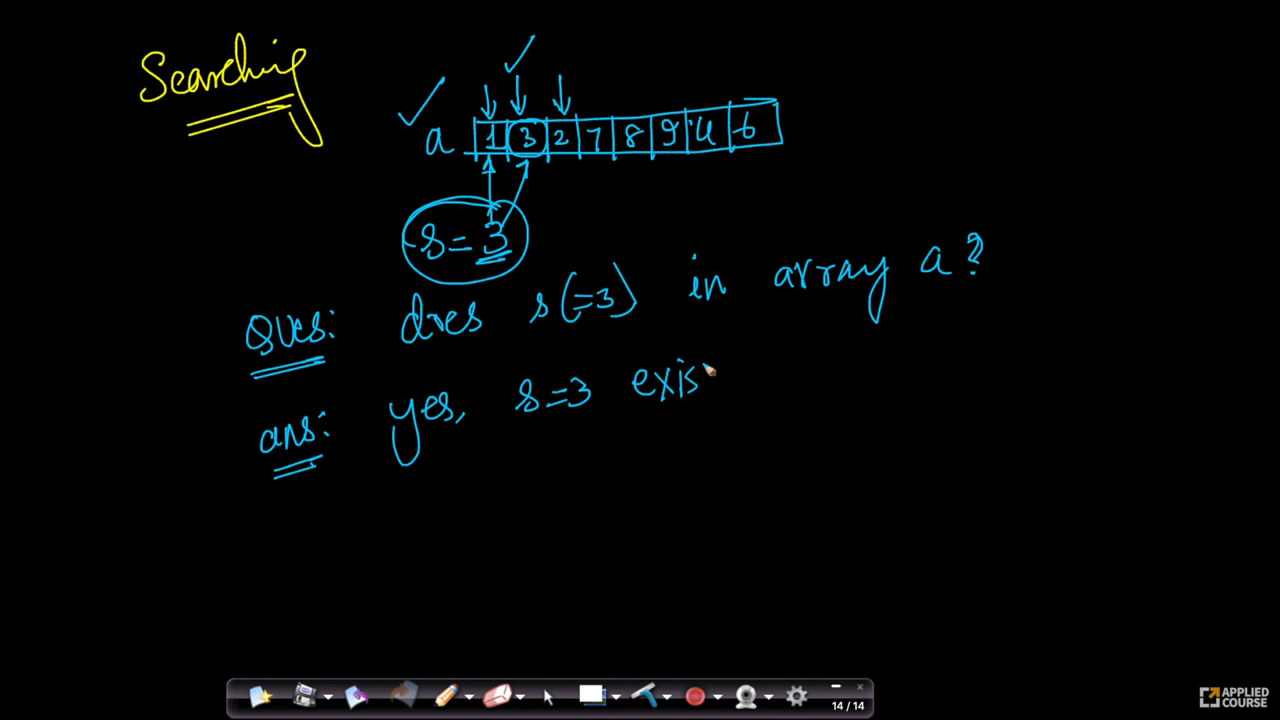 Searching
a 1 3 2 7 8 9 4 6
s = 3
Ques: does s(=3) in array a?
ans: yes, s=3 exis
14 / 14
APPLIED
COURSE